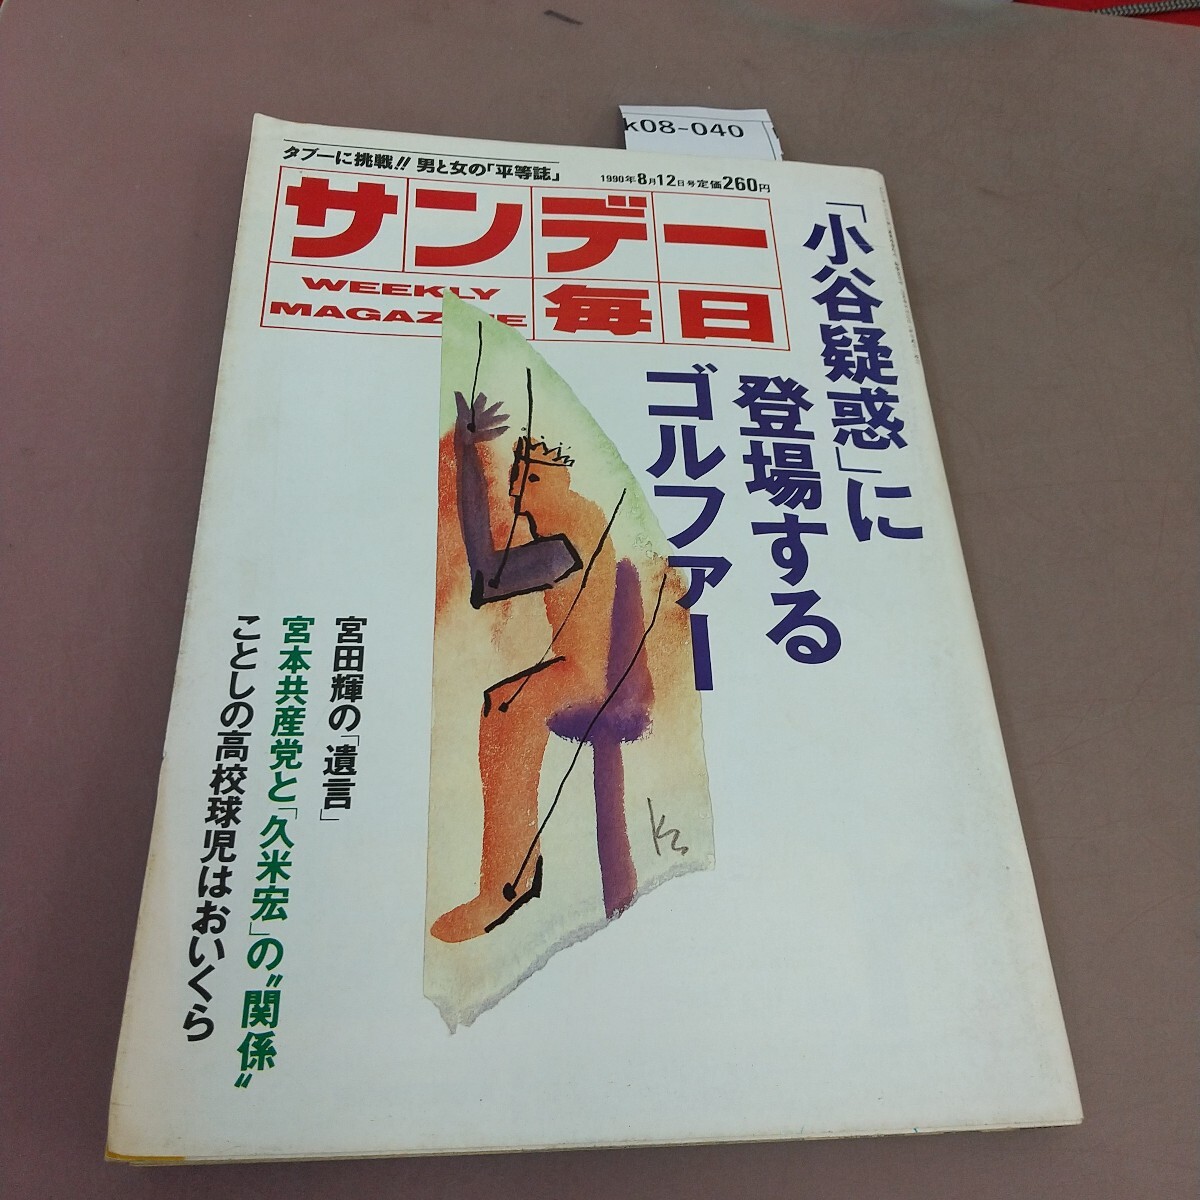 k08-040
タブーに挑戦!! 男と女の「平等誌」
1990年8月12日号定価260円
サンデー
毎日
WEEKLY
MAGAZINE
「小谷疑惑」に
登場する
ゴルファー
宮田輝の「遺言」
宮本共産党と「久米宏」の〝関係〟
ことしの高校球児はおいくら